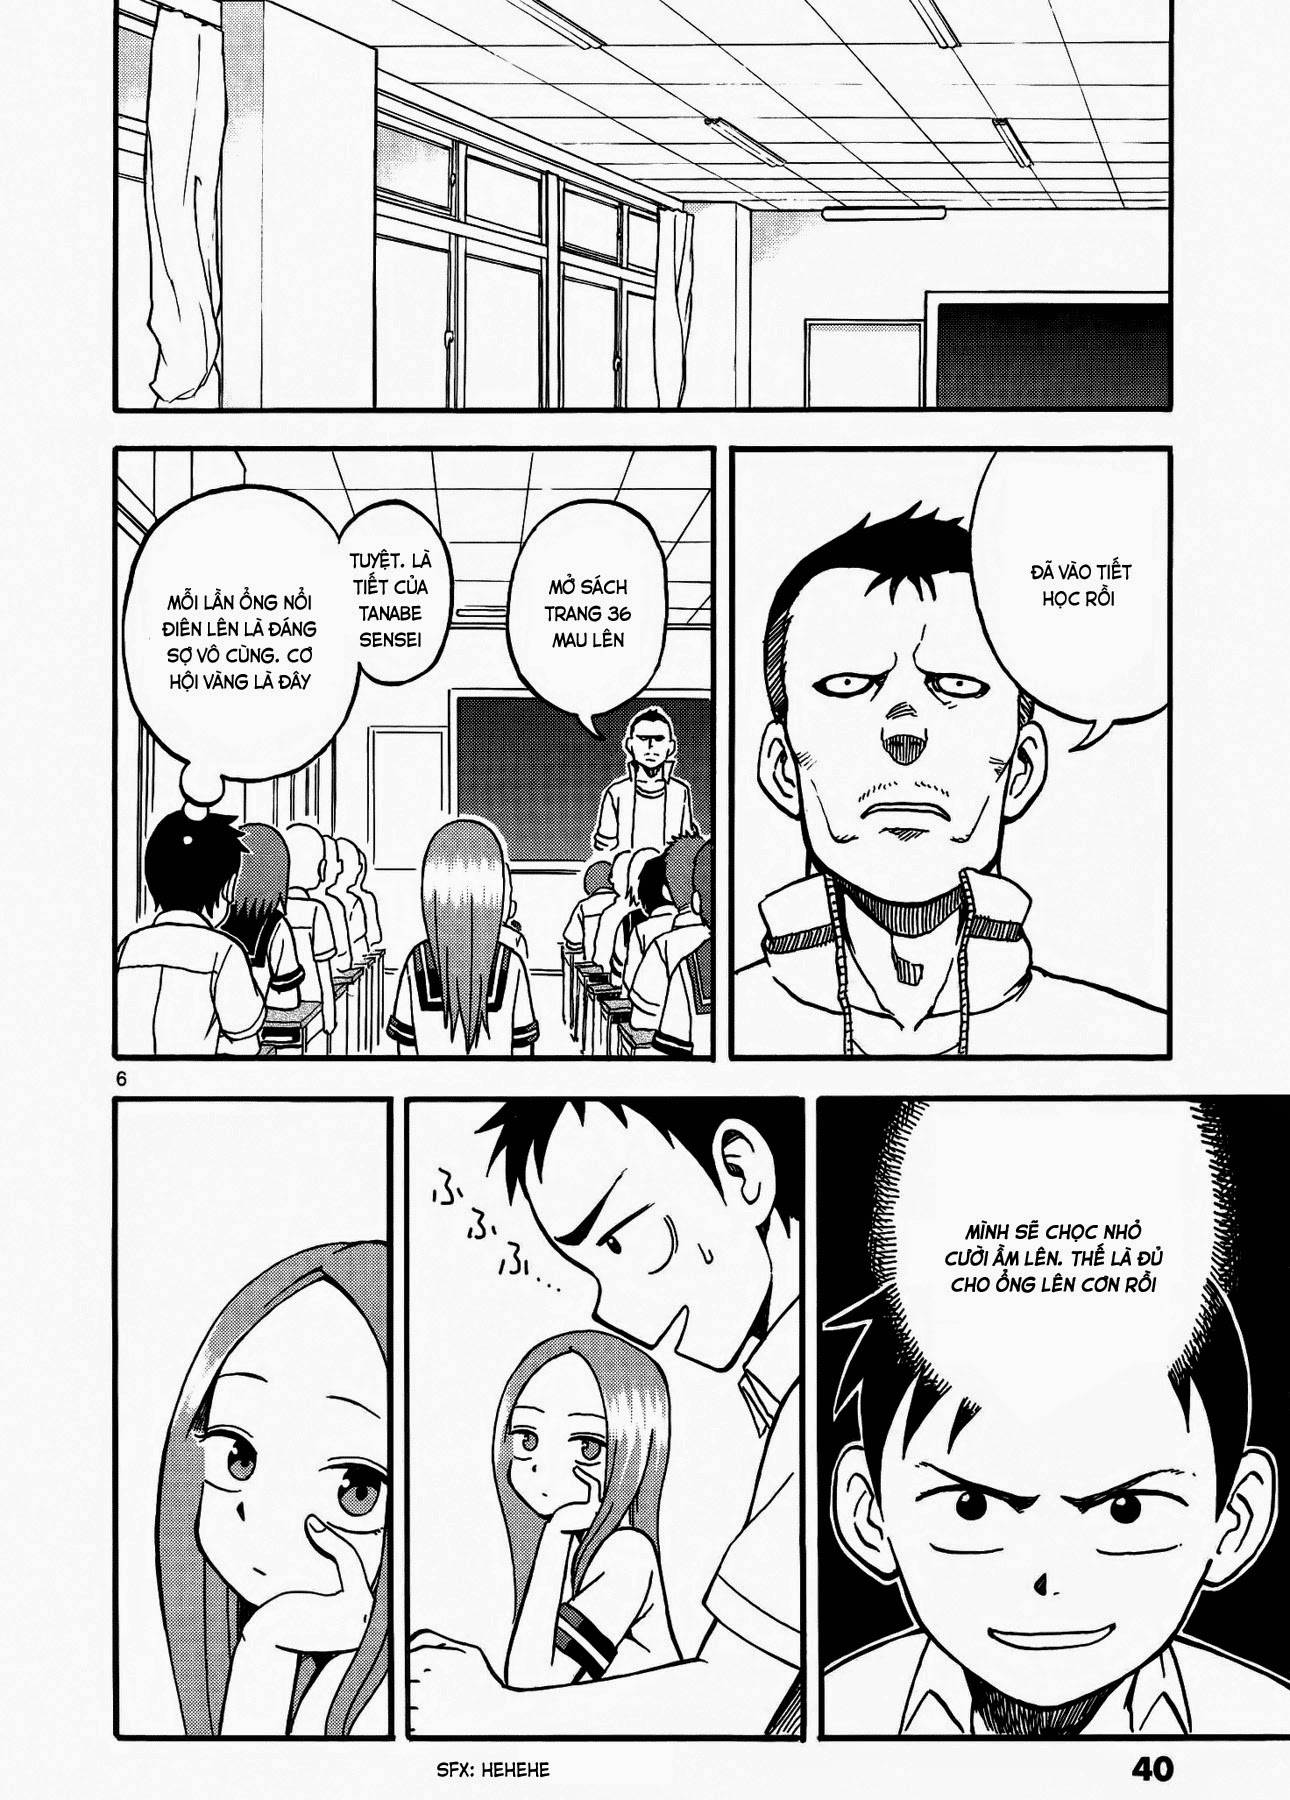 ĐÃ VÀO TIẾT
HỌC RỒI
MỞ SÁCH
TRANG 36
MAU LÊN
TUYỆT. LÀ
TIẾT CỦA
TANABE
SENSEI
MỖI LẦN ỔNG NỔI
ĐIÊN LÊN LÀ ĐÁNG
SỢ VÔ CÙNG. CƠ
HỘI VÀNG LÀ ĐÂY
6
MÌNH SẼ CHỌC NHỎ
CƯỜI ẦM LÊN. THẾ LÀ ĐỦ
CHO ỔNG LÊN CƠN RỒI
ふふふ…
SFX: HEHEHE
40